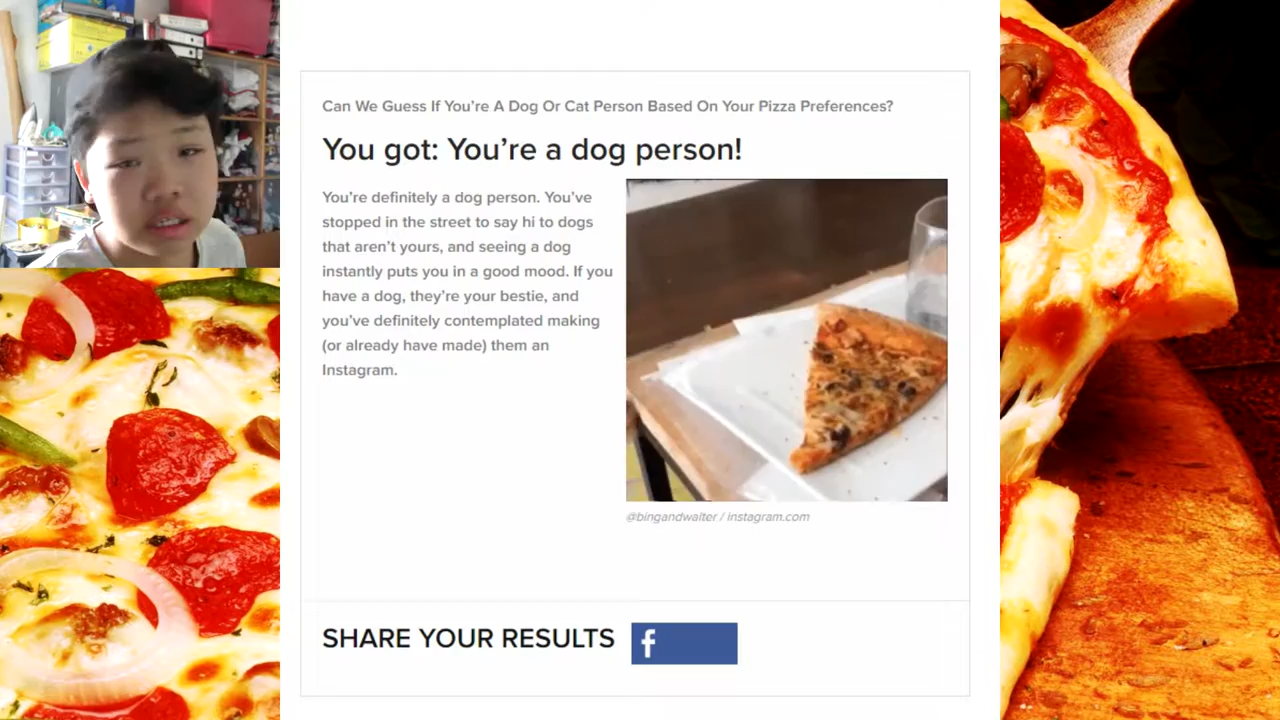 Can We Guess If You're A Dog Or Cat Person Based On Your Pizza Preferences?
You got: You're a dog person!
You're definitely a dog person. You've
stopped in the street to say hi to dogs
that aren't yours, and seeing a dog
instantly puts you in a good mood. If you
have a dog, they're your bestie, and
you've definitely contemplated making
(or already have made) them an
Instagram.
@bingandwalter / instagram.com
SHARE YOUR RESULTS f